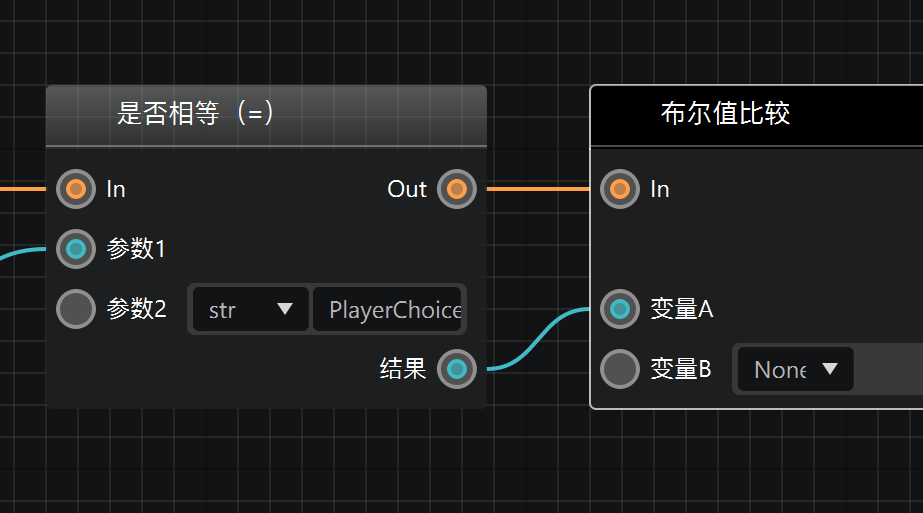 是否相等（=）
In
Out
参数1
参数2
str
PlayerChoice
结果
布尔值比较
In
变量A
变量B
None